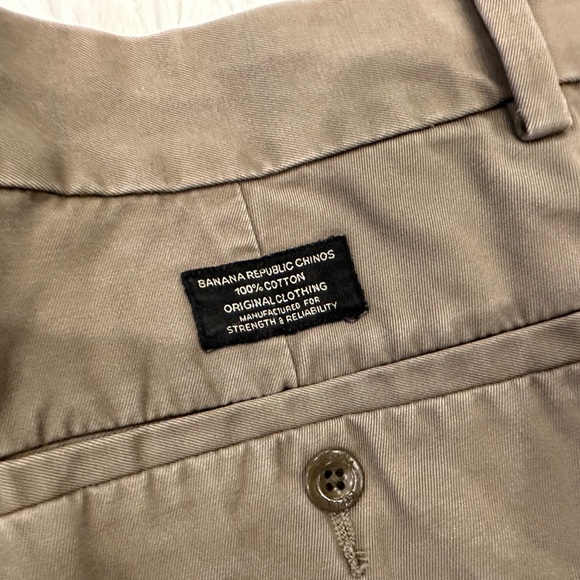 BANANA REPUBLIC CHINOS
100% COTTON
ORIGINAL CLOTHING
MANUFACTURED FOR
STRENGTH & RELIABILITY